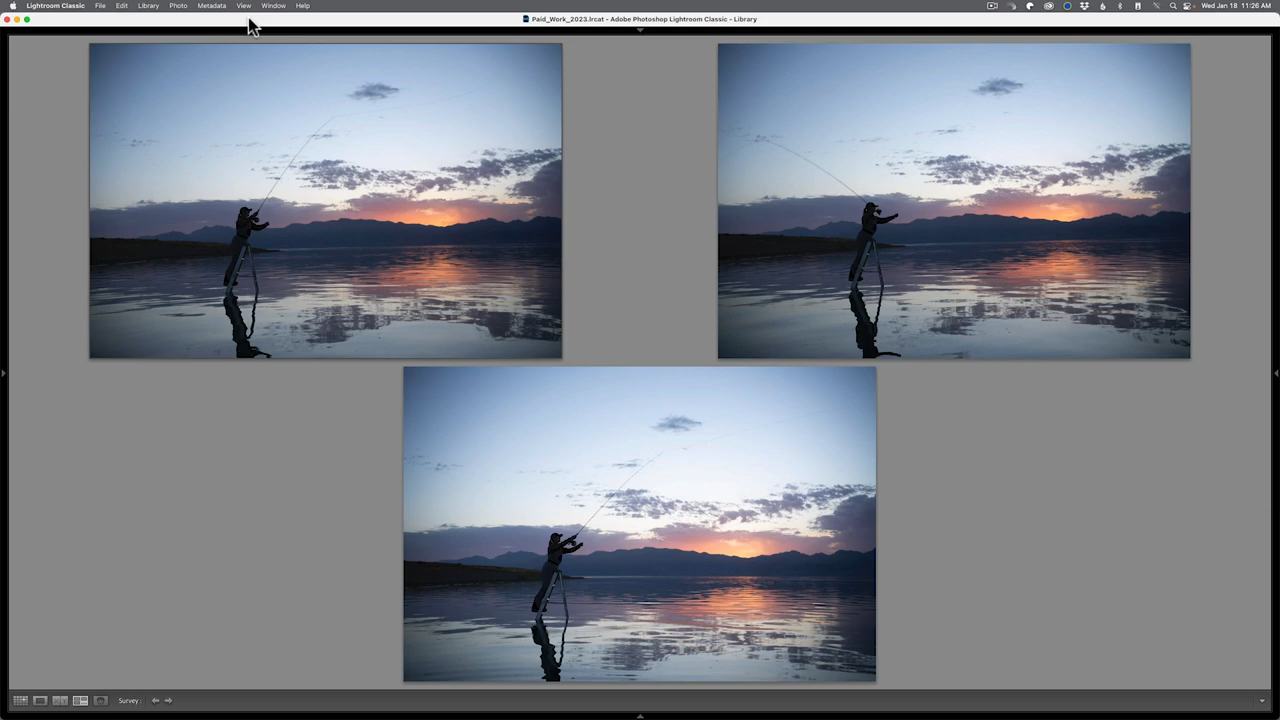 Lightroom Classic File Edit Library Photo Metadata View Window Help Wed Jan 18 11:26 AM
Paid_Work_2023.lrcat - Adobe Photoshop Lightroom Classic - Library
Survey :